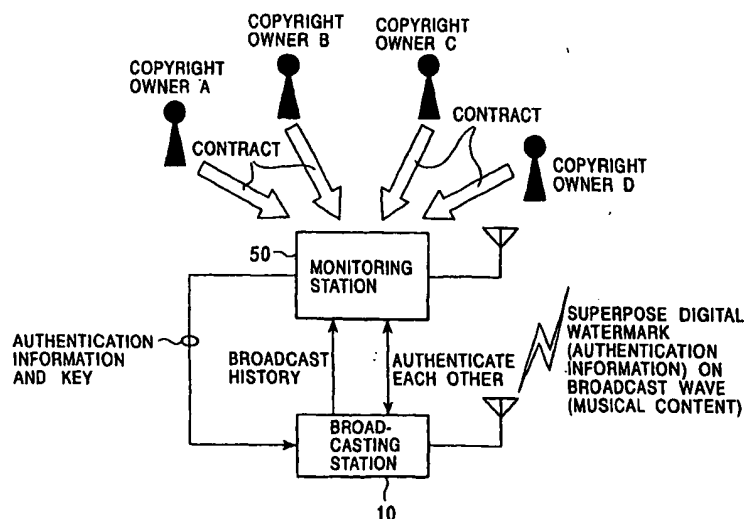 COPYRIGHT
OWNER B
COPYRIGHT
OWNER C
COPYRIGHT
OWNER A
CONTRACT
CONTRACT
COPYRIGHT
OWNER D
50
MONITORING
STATION
AUTHENTICATION
INFORMATION
AND KEY
BROADCAST
HISTORY
AUTHENTICATE
EACH OTHER
SUPERPOSE DIGITAL
WATERMARK
(AUTHENTICATION
INFORMATION) ON
BROADCAST WAVE
(MUSICAL CONTENT)
BROAD-
CASTING
STATION
10